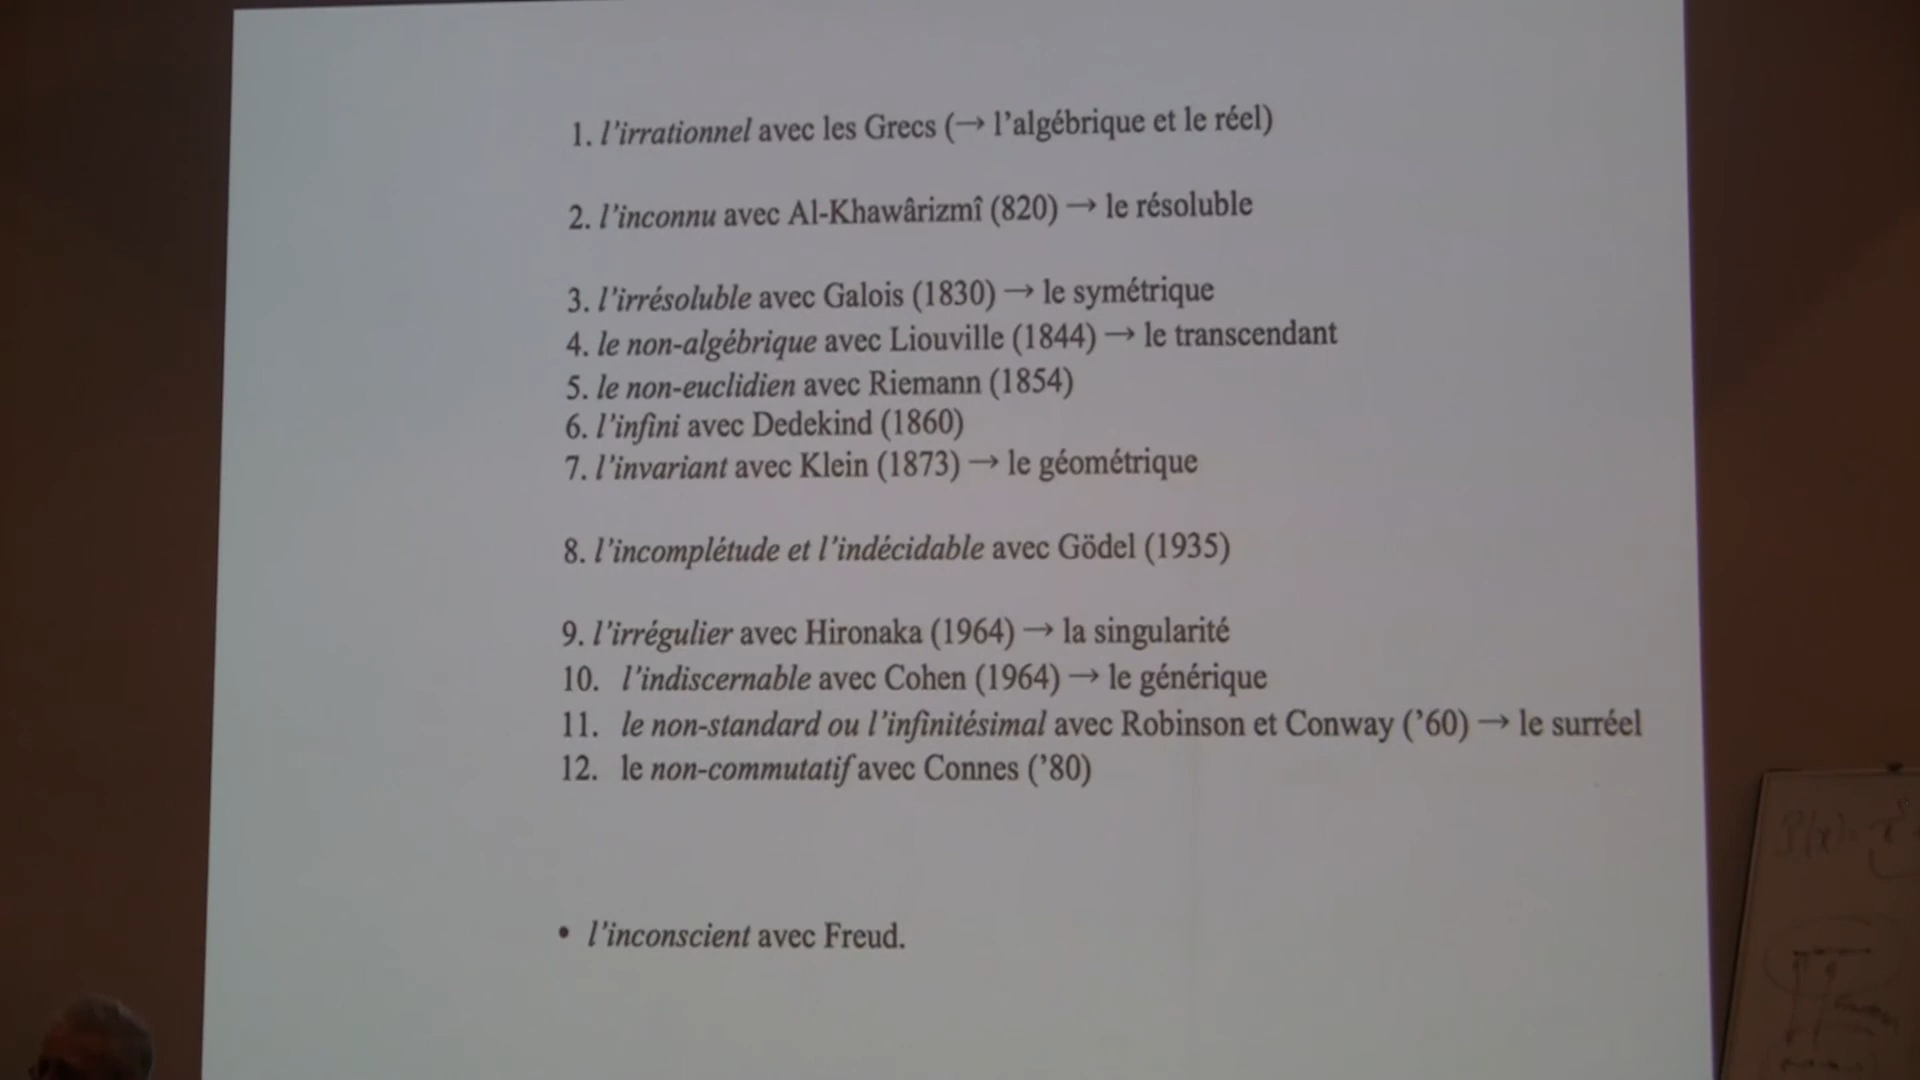 1. l'irrationnel avec les Grecs (→ l'algébrique et le réel)
2. l'inconnu avec Al-Khawârizmî (820) → le résoluble
3. l'irrésoluble avec Galois (1830) → le symétrique
4. le non-algébrique avec Liouville (1844) → le transcendant
5. le non-euclidien avec Riemann (1854)
6. l'infini avec Dedekind (1860)
7. l'invariant avec Klein (1873) → le géométrique
8. l'incomplétude et l'indécidable avec Gödel (1935)
9. l'irrégulier avec Hironaka (1964) → la singularité
10. l'indiscernable avec Cohen (1964) → le générique
11. le non-standard ou l'infinitésimal avec Robinson et Conway ('60) → le surréel
12. le non-commutatif avec Connes ('80)
• l'inconscient avec Freud.